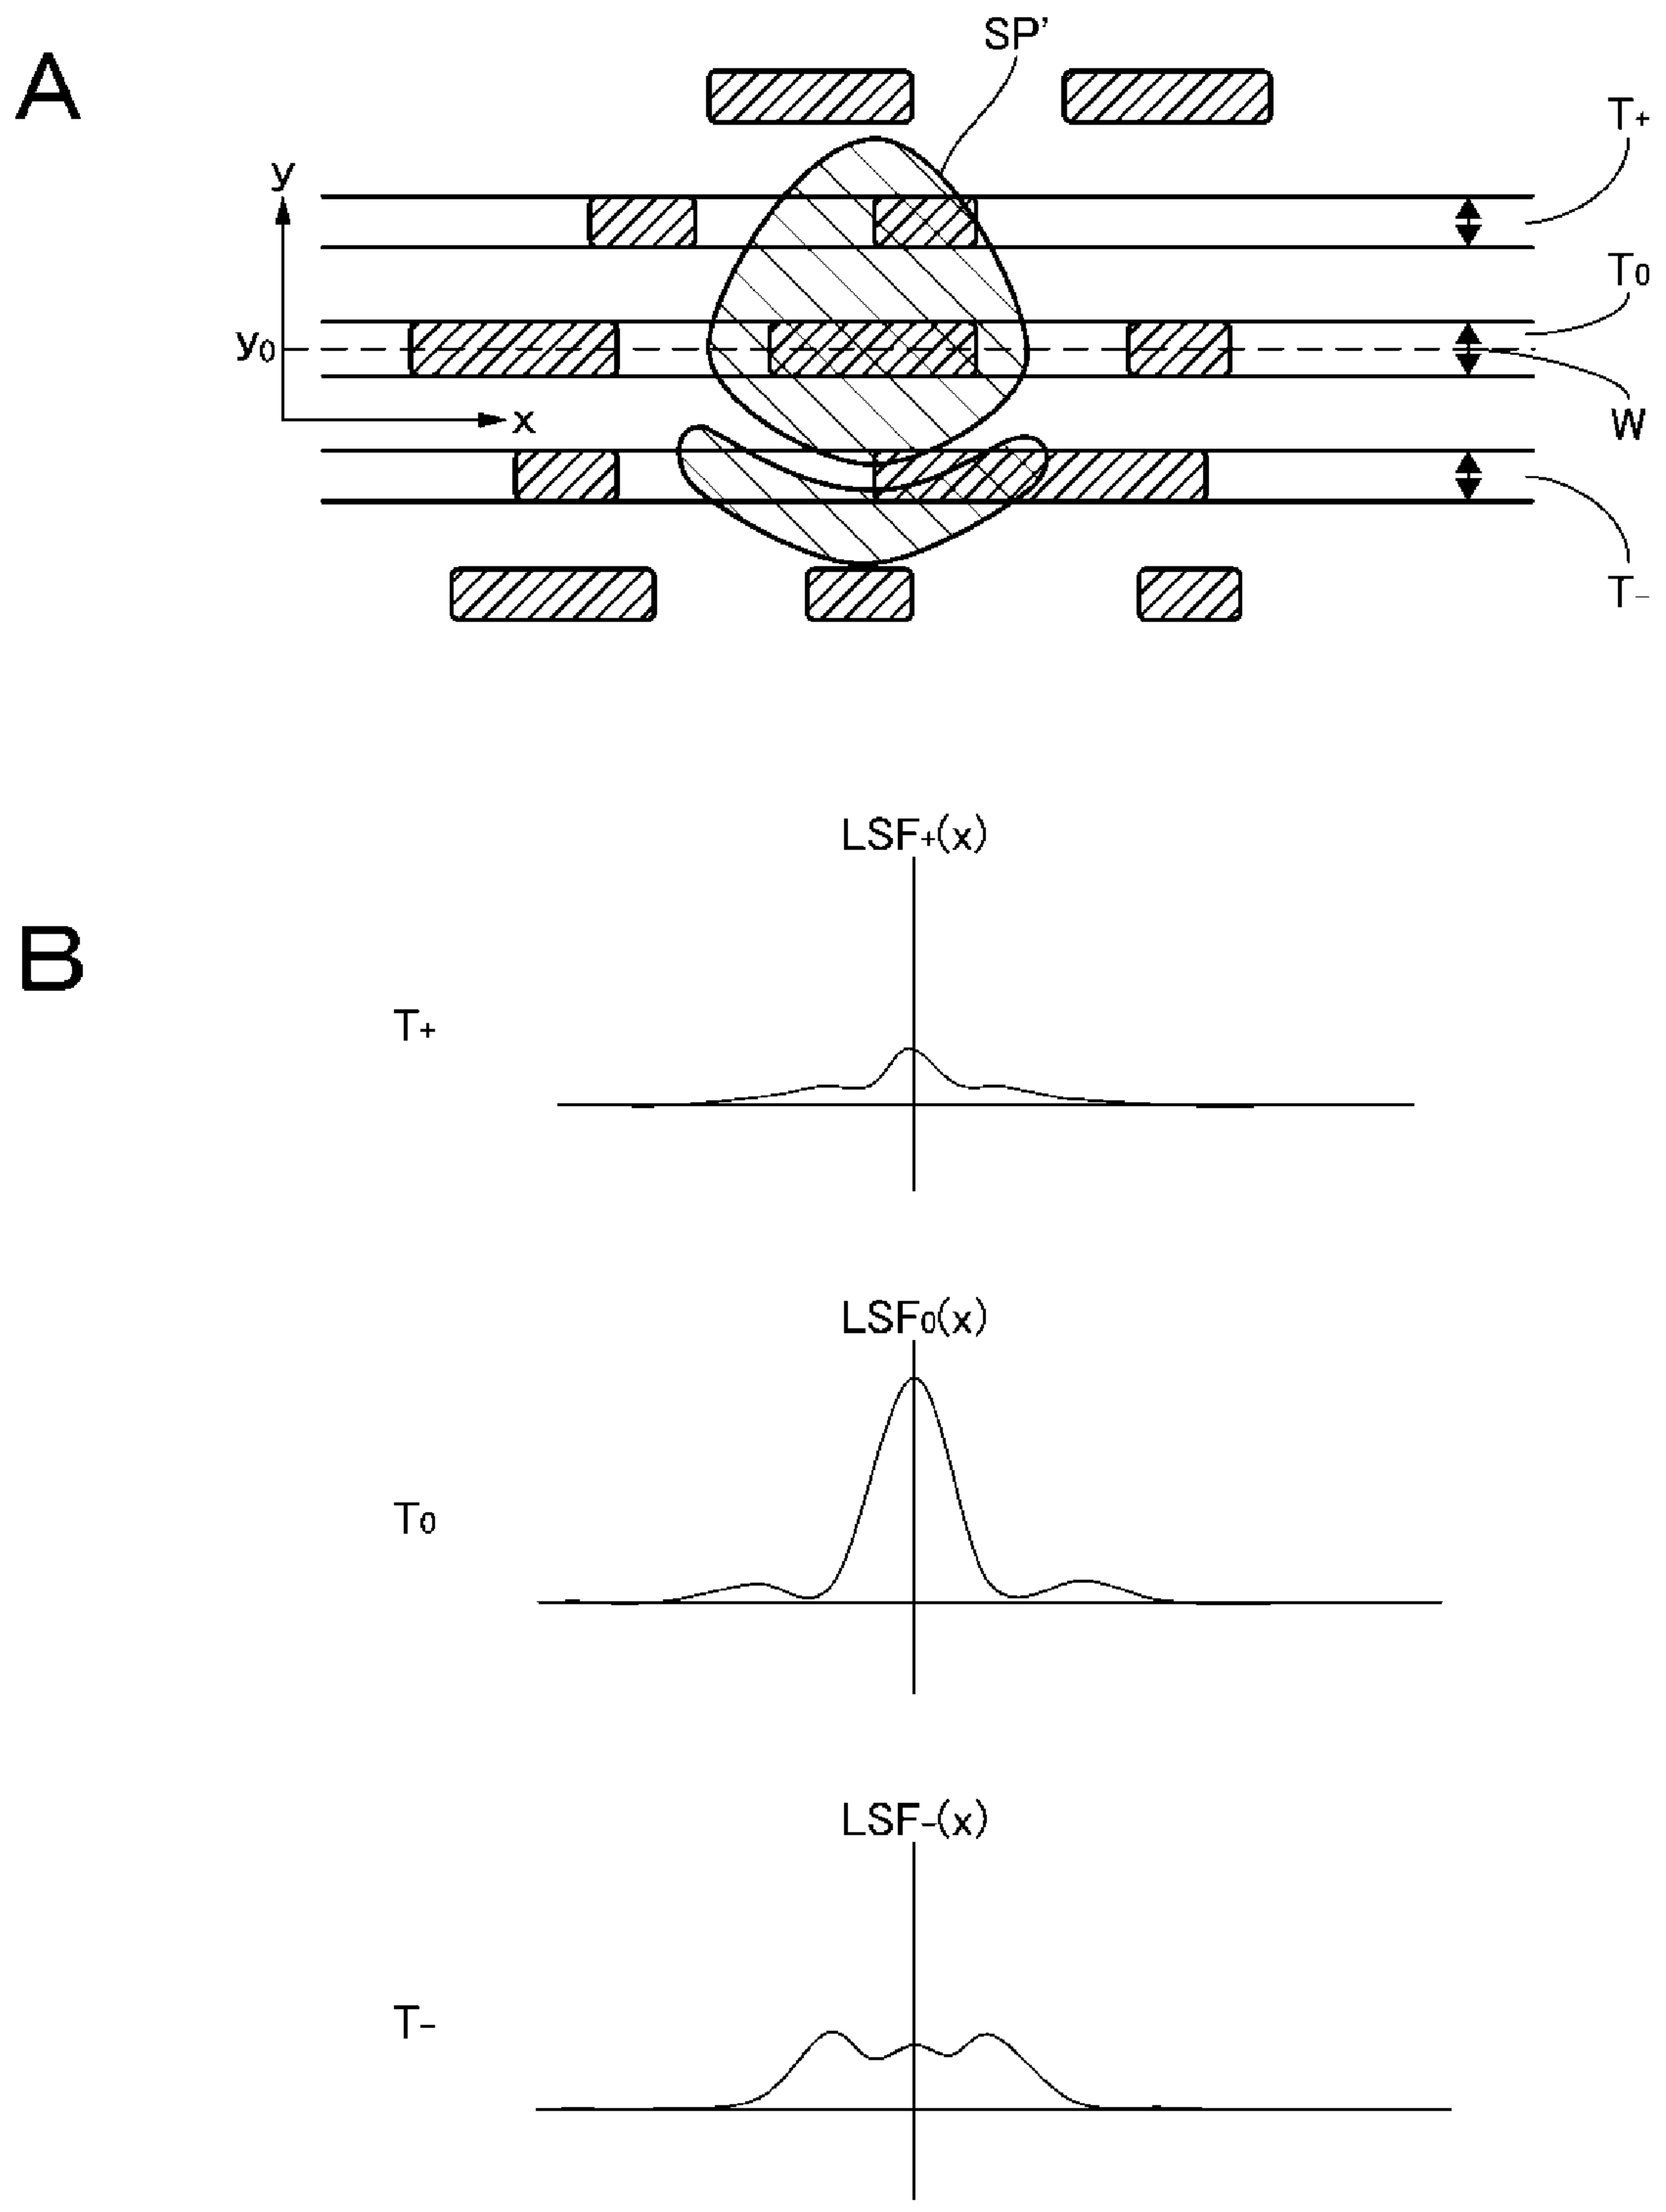 A
SP’
T+
y
T0
y0
x
W
T−
LSF+(x)
B
T+
LSF0(x)
T0
LSF−(x)
T−